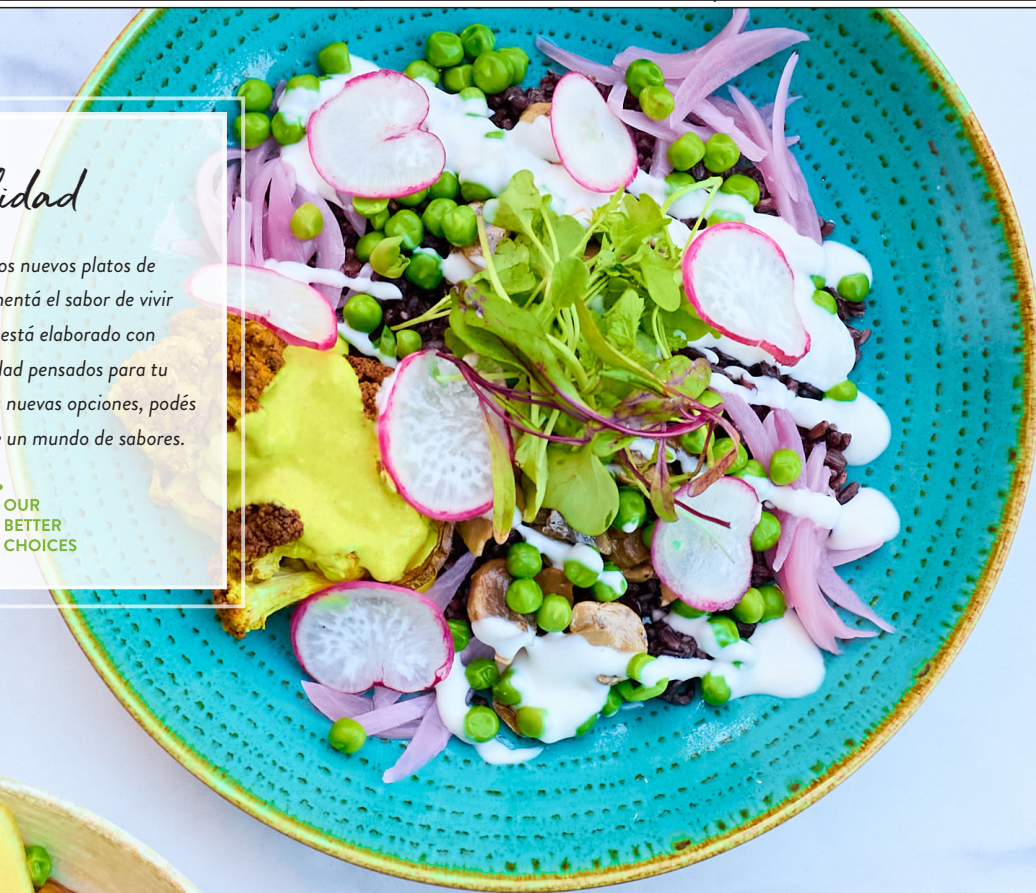 os nuevos platos de
mentá el sabor de vivir
está elaborado con
dad pensados para tu
nuevas opciones, podés
un mundo de sabores.
OUR
BETTER
CHOICES